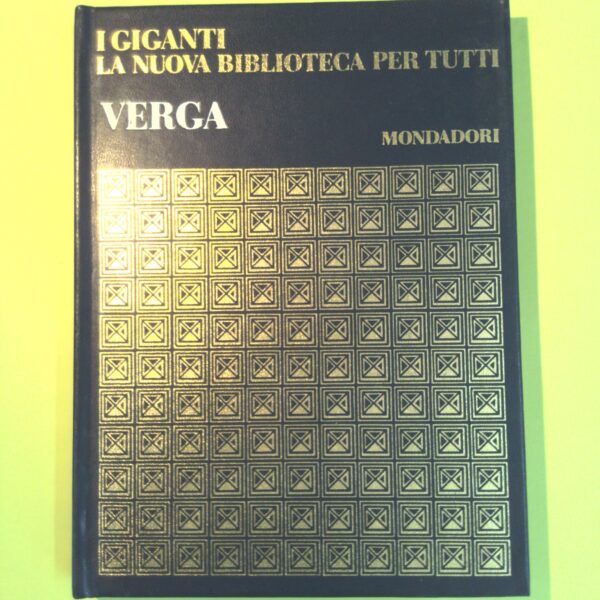 I GIGANTI
LA NUOVA BIBLIOTECA PER TUTTI
VERGA
MONDADORI